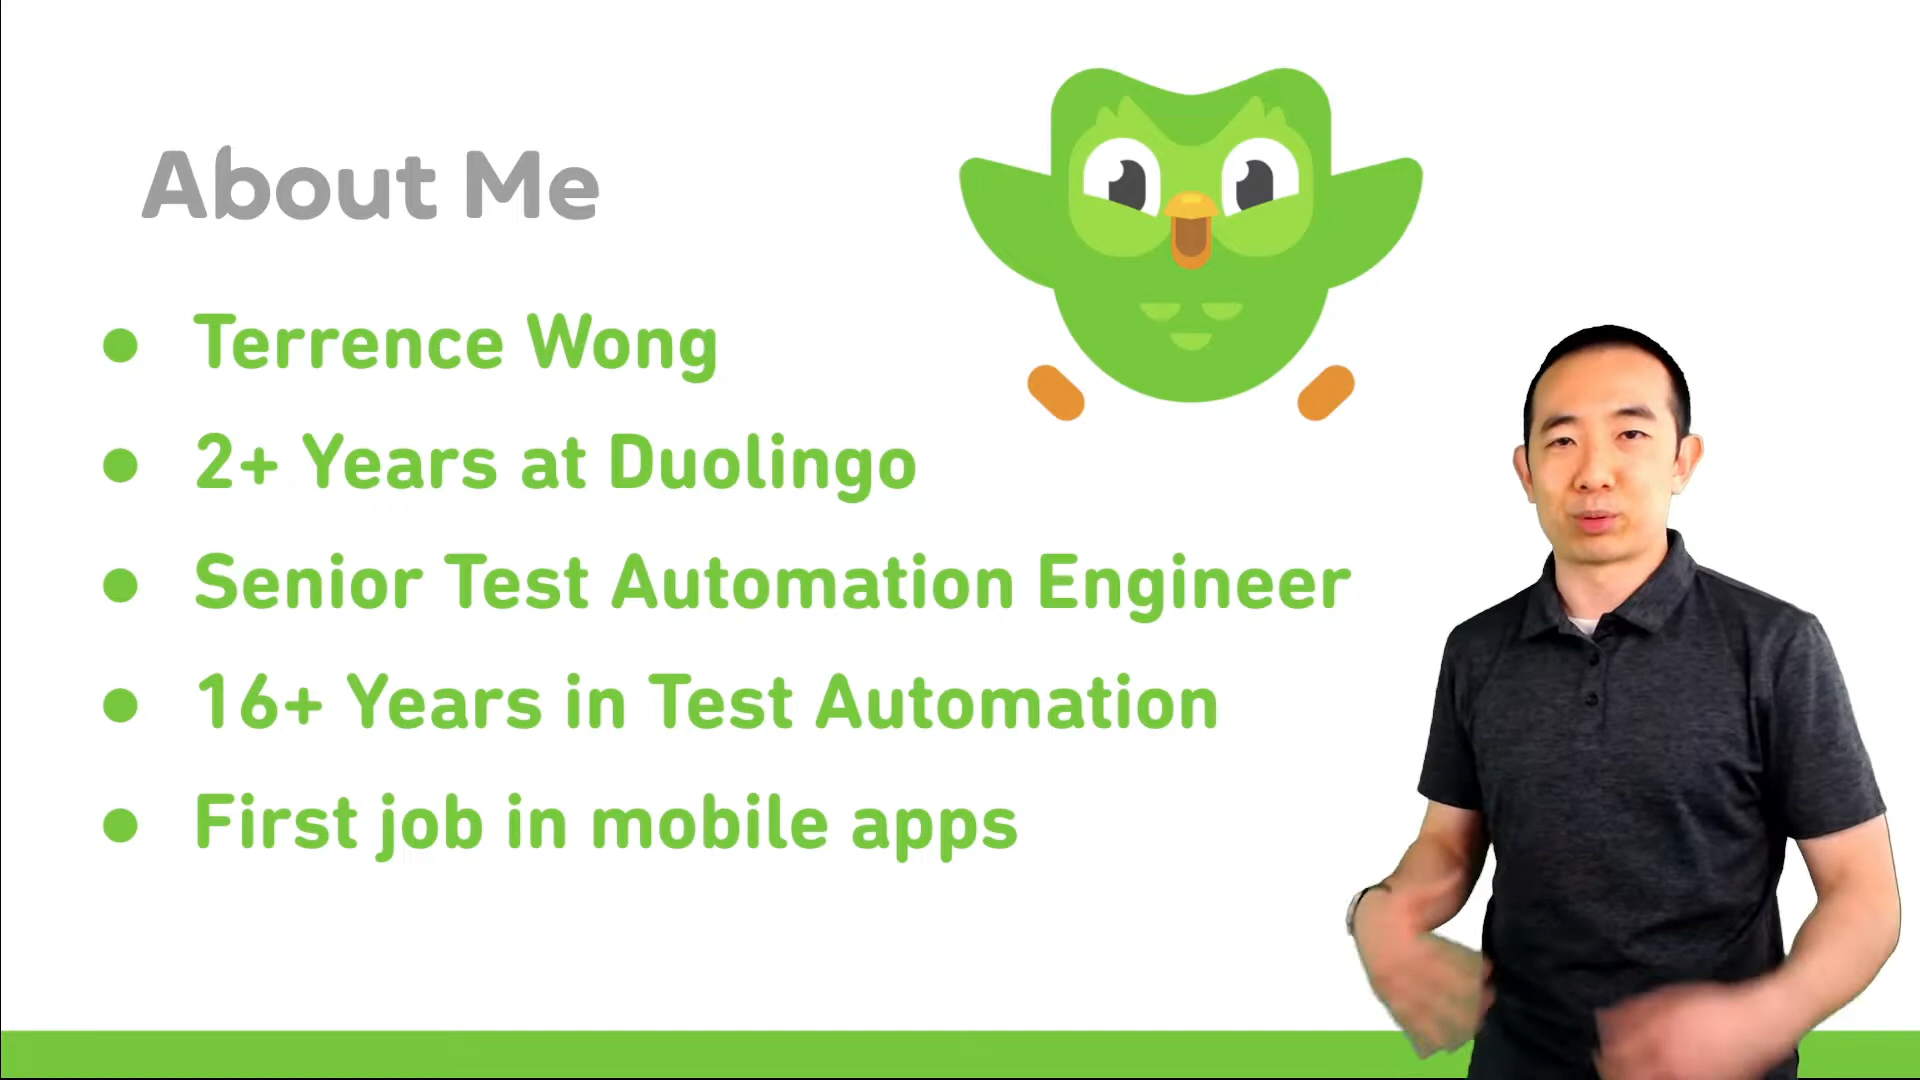 About Me
● Terrence Wong
● 2+ Years at Duolingo
● Senior Test Automation Engineer
● 16+ Years in Test Automation
● First job in mobile apps